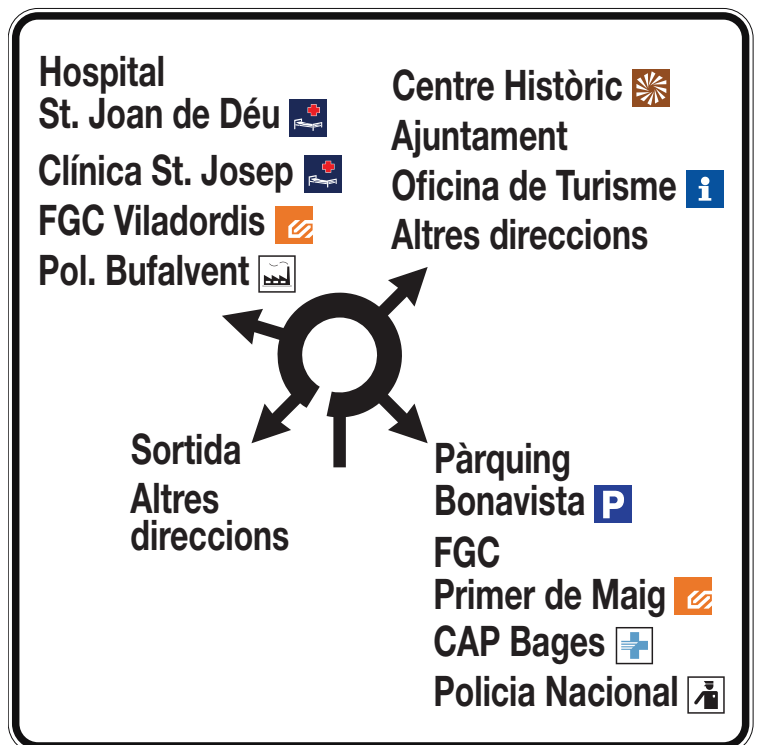 Hospital
St. Joan de Déu
Clínica St. Josep
FGC Viladordis
Pol. Bufalvent
Centre Històric
Ajuntament
Oficina de Turisme i
Altres direccions
Sortida
Altres
direccions
Pàrquing
Bonavista P
FGC
Primer de Maig
CAP Bages
Policia Nacional